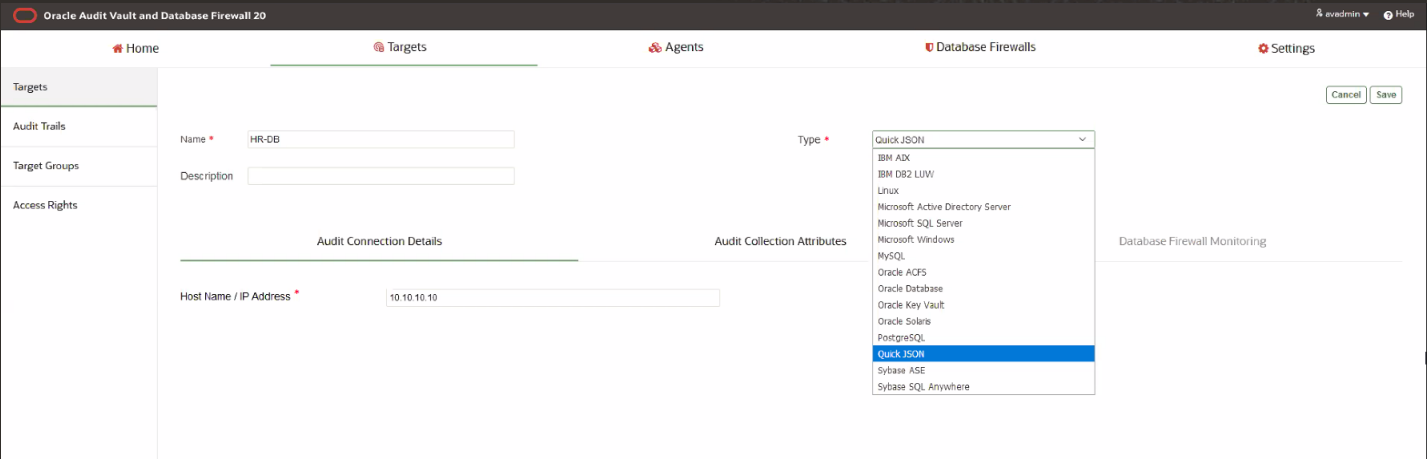 Oracle Audit Vault and Database Firewall 20
avadmin
Help
Home
Targets
Agents
Database Firewalls
Settings
Targets
Audit Trails
Target Groups
Access Rights
Cancel
Save
Name *
HR-DB
Type *
Quick JSON
IBM AIX
IBM DB2 LUW
Linux
Microsoft Active Directory Server
Microsoft SQL Server
Microsoft Windows
MySQL
Oracle ACFS
Oracle Database
Oracle Key Vault
Oracle Solaris
PostgreSQL
Quick JSON
Sybase ASE
Sybase SQL Anywhere
Description
Audit Connection Details
Audit Collection Attributes
Database Firewall Monitoring
Host Name / IP Address *
10.10.10.10